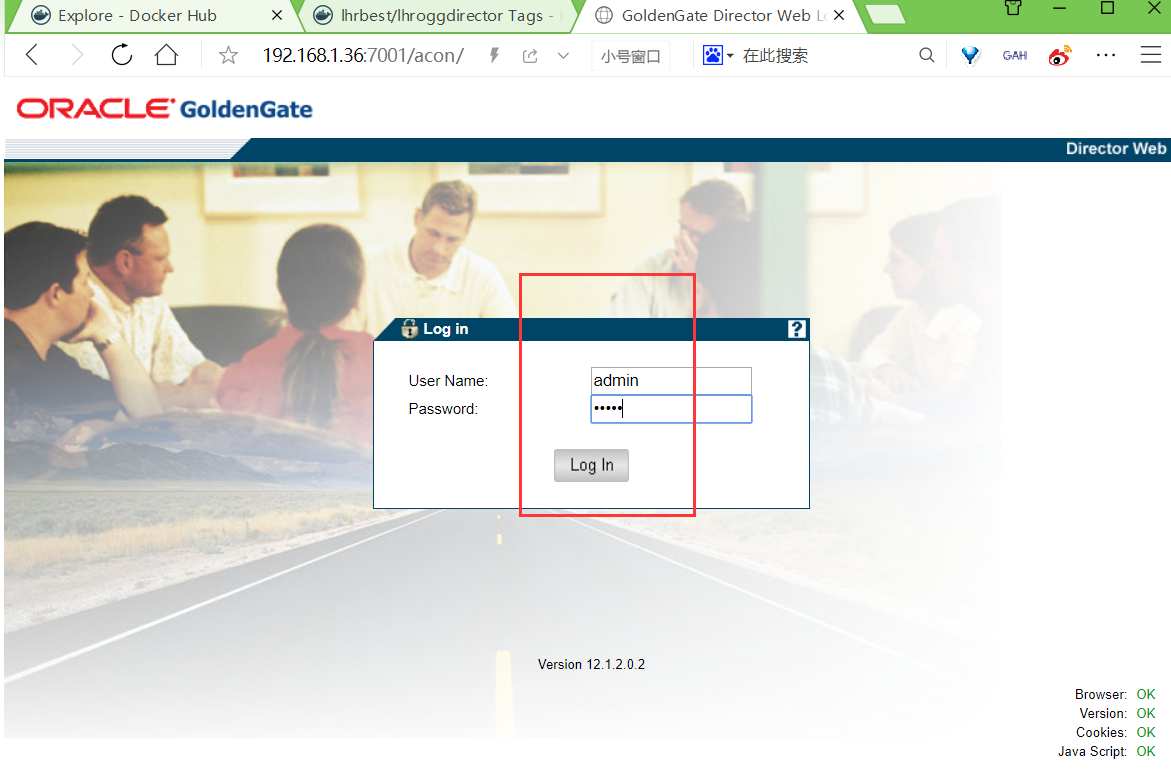 Explore - Docker Hub
lhrbest/lhroggdirector Tags -
GoldenGate Director Web Lo
192.168.1.36:7001/acon/
小号窗口
在此搜索
GAH
ORACLE GoldenGate
Director Web
Log in
?
User Name:
admin
Password:
•••••
Log In
Version 12.1.2.0.2
Browser: OK
Version: OK
Cookies: OK
Java Script: OK